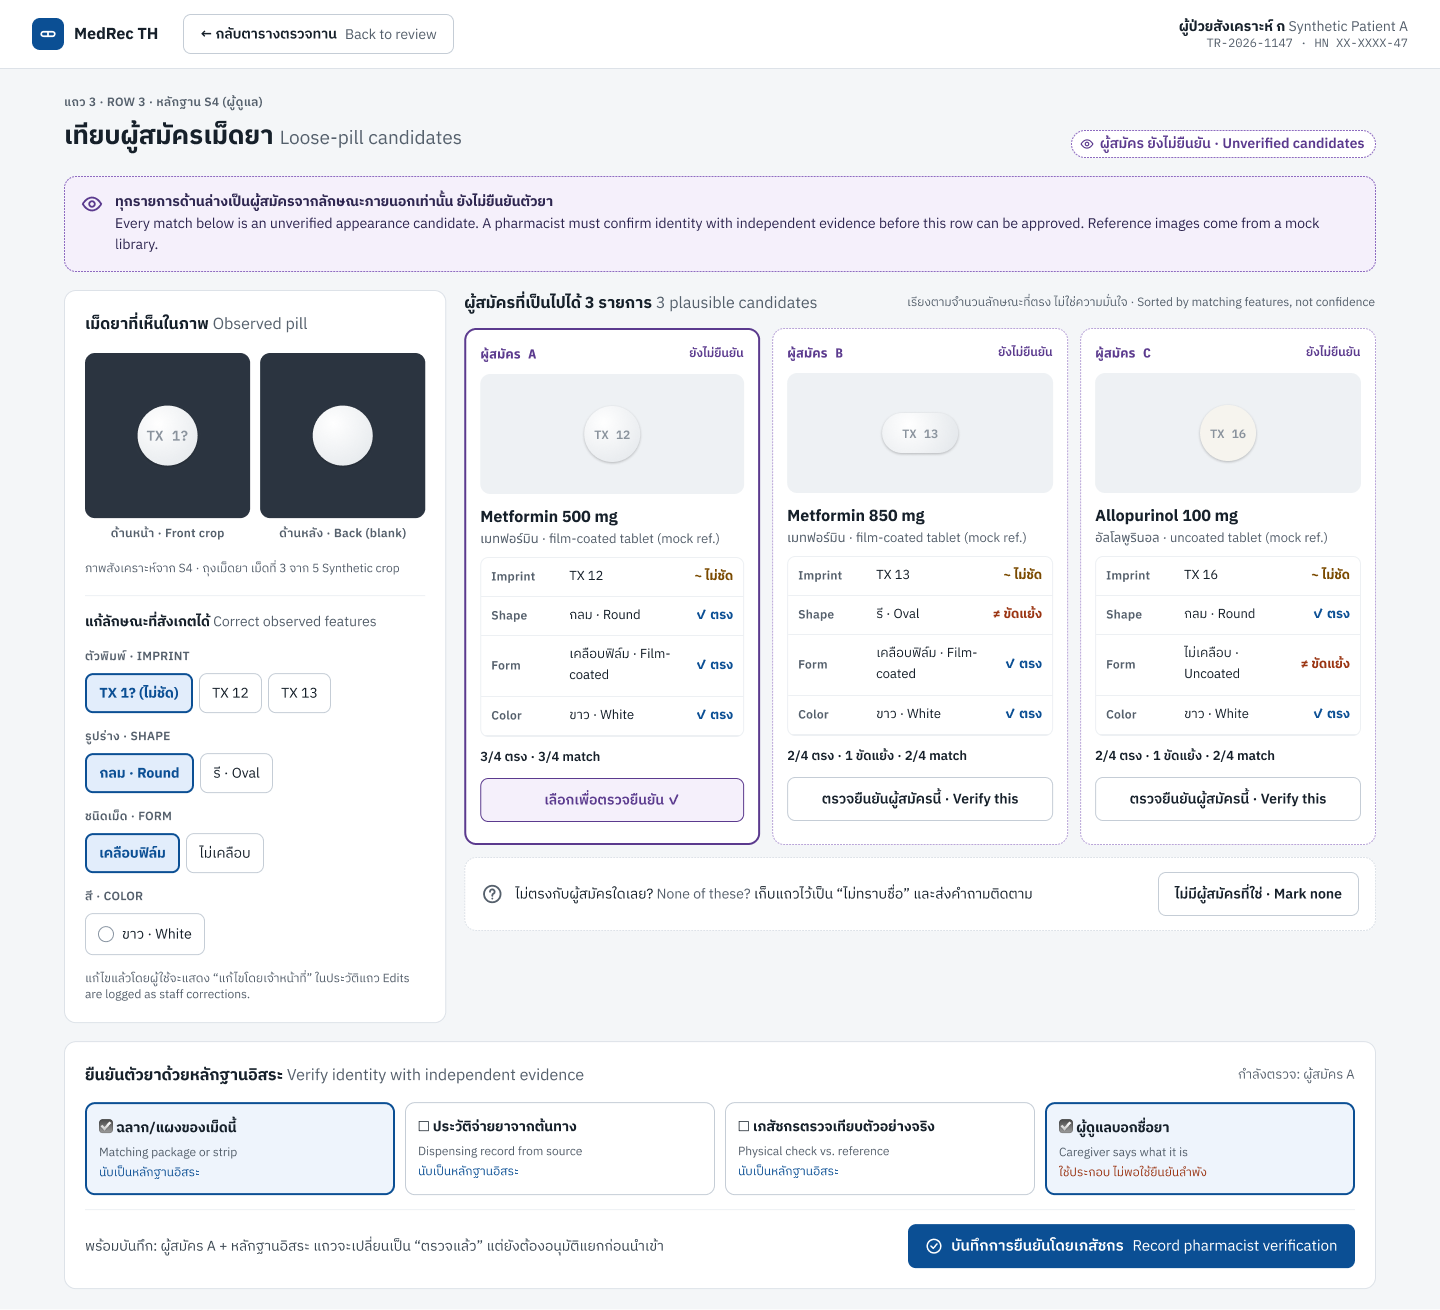 MedRec TH
← กลับตารางตรวจทาน Back to review
ผู้ป่วยสังเคราะห์ ก Synthetic Patient A
TR-2026-1147 · HN XX-XXXX-47
แถว 3 · ROW 3 · หลักฐาน S4 (ผู้ดูแล)
เทียบผู้สมัครเม็ดยา Loose-pill candidates
ผู้สมัคร ยังไม่ยืนยัน · Unverified candidates
ทุกรายการด้านล่างเป็นผู้สมัครจากลักษณะภายนอกเท่านั้น ยังไม่ยืนยันตัวยา
Every match below is an unverified appearance candidate. A pharmacist must confirm identity with independent evidence before this row can be approved. Reference images come from a mock
library.
เม็ดยาที่เห็นในภาพ Observed pill
TX 1?
ด้านหน้า · Front crop
ด้านหลัง · Back (blank)
ภาพสังเคราะห์จาก S4 · ถุงเม็ดยา เม็ดที่ 3 จาก 5 Synthetic crop
แก้ลักษณะที่สังเกตได้ Correct observed features
ตัวพิมพ์ · IMPRINT
TX 1? (ไม่ชัด)
TX 12
TX 13
รูปร่าง · SHAPE
กลม · Round
รี · Oval
ชนิดเม็ด · FORM
เคลือบฟิล์ม
ไม่เคลือบ
สี · COLOR
ขาว · White
แก้ไขแล้วโดยผู้ใช้จะแสดง “แก้ไขโดยเจ้าหน้าที่” ในประวัติแถว Edits
are logged as staff corrections.
ผู้สมัครที่เป็นไปได้ 3 รายการ 3 plausible candidates
เรียงตามจำนวนลักษณะที่ตรง ไม่ใช่ความมั่นใจ · Sorted by matching features, not confidence
ผู้สมัคร A
ยังไม่ยืนยัน
TX 12
Metformin 500 mg
เมทฟอร์มิน · film-coated tablet (mock ref.)
Imprint TX 12 ~ ไม่ชัด
Shape กลม · Round ✓ ตรง
Form เคลือบฟิล์ม · Film-
coated ✓ ตรง
Color ขาว · White ✓ ตรง
3/4 ตรง · 3/4 match
เลือกเพื่อตรวจยืนยัน ✓
ผู้สมัคร B
ยังไม่ยืนยัน
TX 13
Metformin 850 mg
เมทฟอร์มิน · film-coated tablet (mock ref.)
Imprint TX 13 ~ ไม่ชัด
Shape รี · Oval ≠ ขัดแย้ง
Form เคลือบฟิล์ม · Film-
coated ✓ ตรง
Color ขาว · White ✓ ตรง
2/4 ตรง · 1 ขัดแย้ง · 2/4 match
ตรวจยืนยันผู้สมัครนี้ · Verify this
ผู้สมัคร C
ยังไม่ยืนยัน
TX 16
Allopurinol 100 mg
อัลโลพูรินอล · uncoated tablet (mock ref.)
Imprint TX 16 ~ ไม่ชัด
Shape กลม · Round ✓ ตรง
Form ไม่เคลือบ ·
Uncoated ≠ ขัดแย้ง
Color ขาว · White ✓ ตรง
2/4 ตรง · 1 ขัดแย้ง · 2/4 match
ตรวจยืนยันผู้สมัครนี้ · Verify this
ไม่ตรงกับผู้สมัครใดเลย? None of these? เก็บแถวไว้เป็น “ไม่ทราบชื่อ” และส่งคำถามติดตาม
ไม่มีผู้สมัครที่ใช่ · Mark none
ยืนยันตัวยาด้วยหลักฐานอิสระ Verify identity with independent evidence
กำลังตรวจ: ผู้สมัคร A
ฉลาก/แผงของเม็ดนี้
Matching package or strip
นับเป็นหลักฐานอิสระ
ประวัติจ่ายยาจากต้นทาง
Dispensing record from source
นับเป็นหลักฐานอิสระ
เภสัชกรตรวจเทียบตัวอย่างจริง
Physical check vs. reference
นับเป็นหลักฐานอิสระ
ผู้ดูแลบอกชื่อยา
Caregiver says what it is
ใช้ประกอบ ไม่พอใช้ยืนยันลำพัง
พร้อมบันทึก: ผู้สมัคร A + หลักฐานอิสระ แถวจะเปลี่ยนเป็น “ตรวจแล้ว” แต่ยังต้องอนุมัติแยกก่อนนำเข้า
บันทึกการยืนยันโดยเภสัชกร Record pharmacist verification